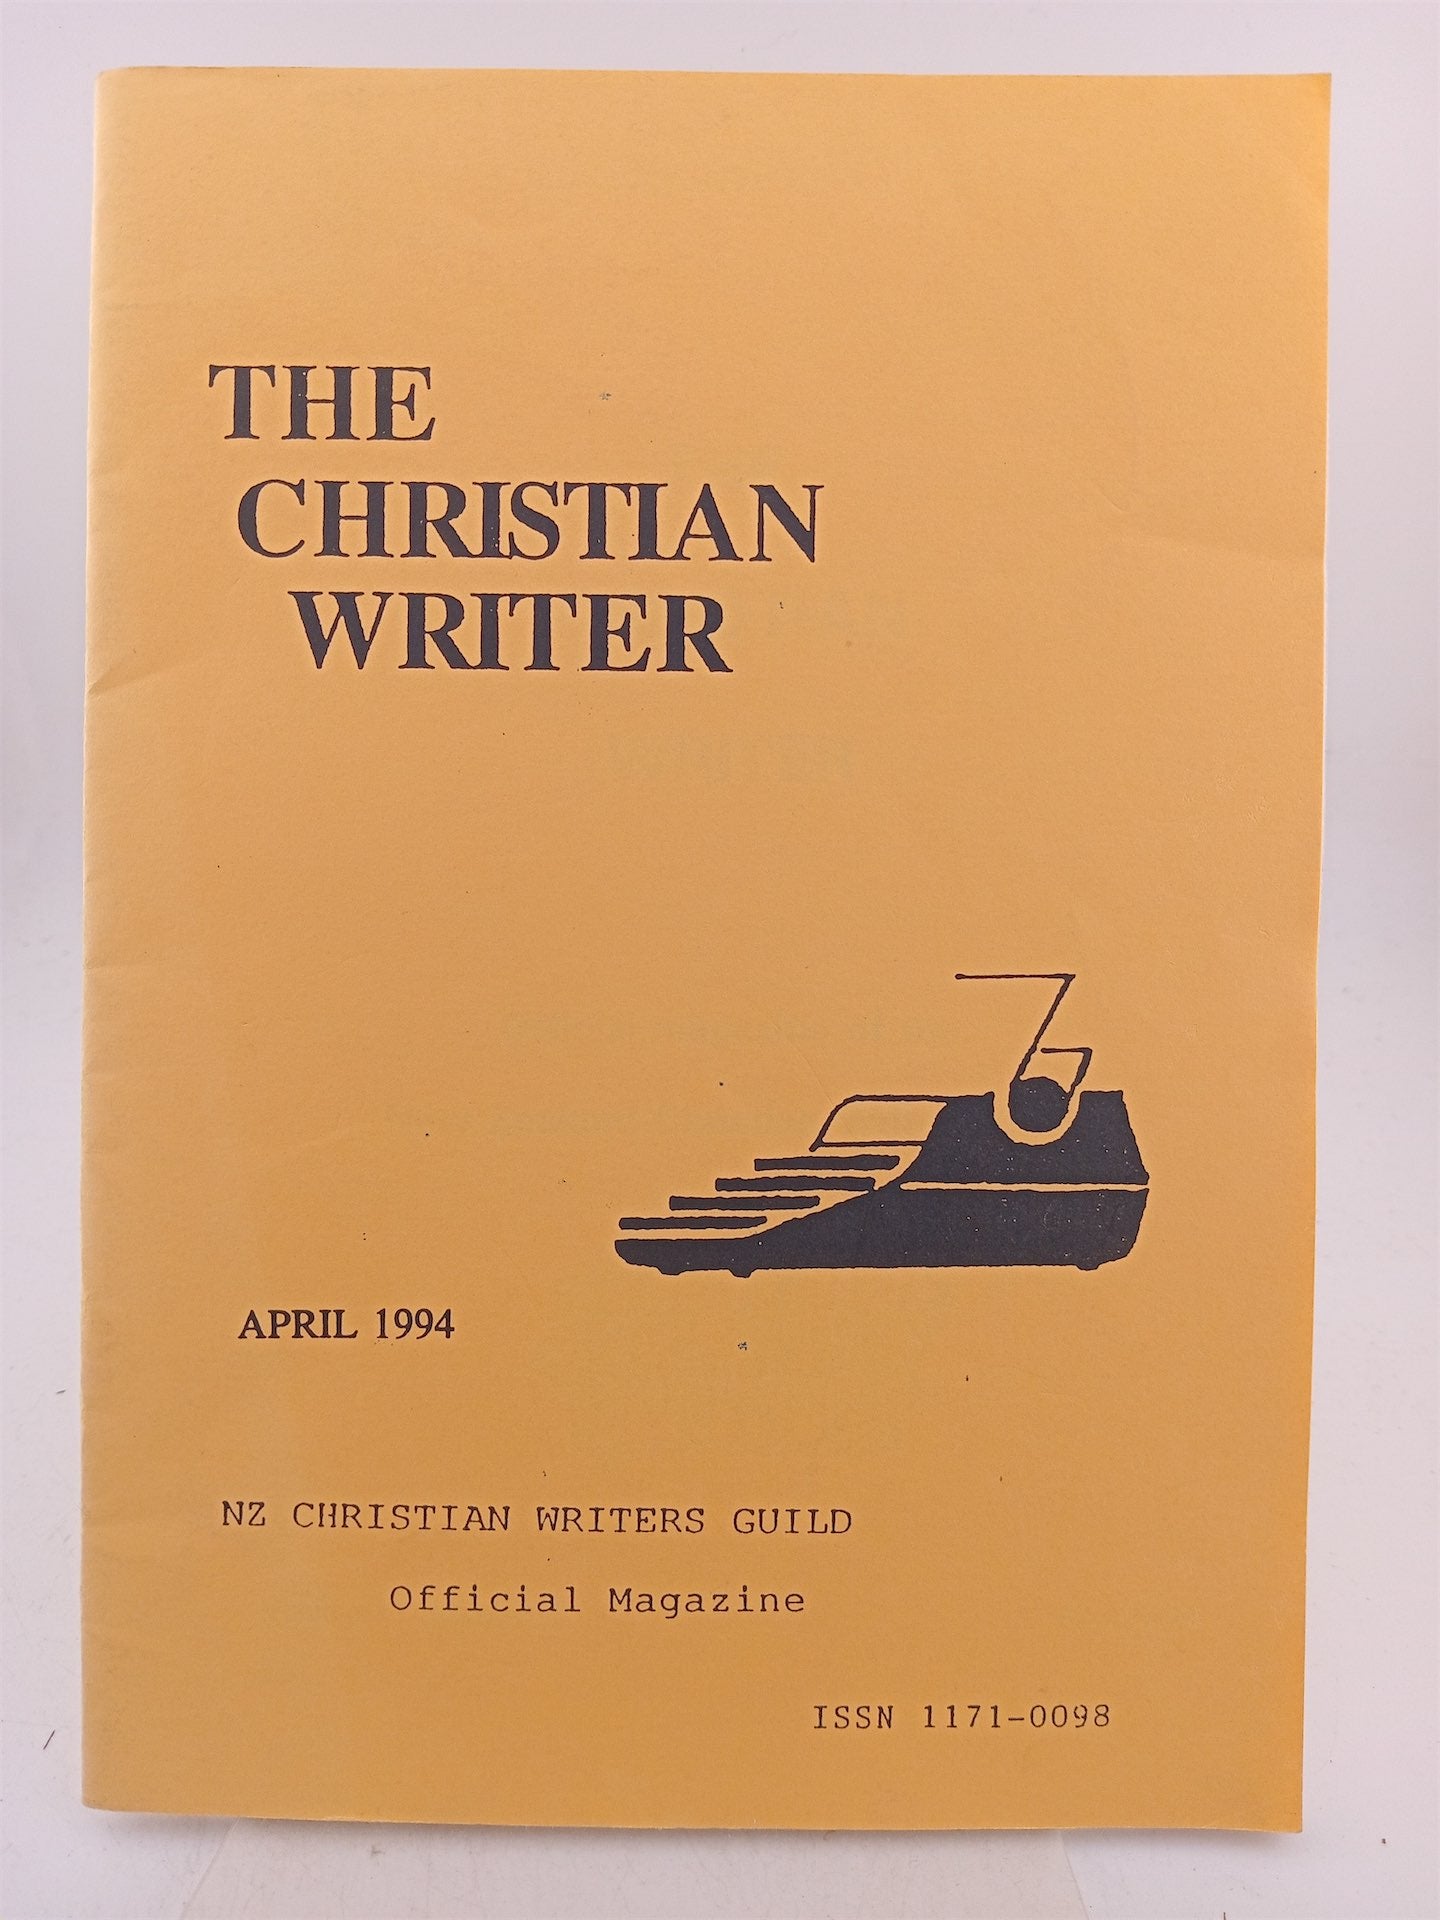 THE
CHRISTIAN
WRITER
APRIL 1994
NZ CHRISTIAN WRITERS GUILD
Official Magazine
ISSN 1171-0098